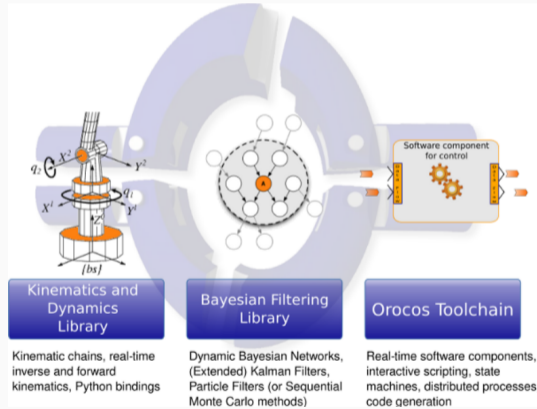 q2
X2
Y2
q1
X1
Y1
Z
{bs}
A
Software component
for control
Kinematics and
Dynamics
Library
Kinematic chains, real-time
inverse and forward
kinematics, Python bindings
Bayesian Filtering
Library
Dynamic Bayesian Networks,
(Extended) Kalman Filters,
Particle Filters (or Sequential
Monte Carlo methods)
Orocos Toolchain
Real-time software components,
interactive scripting, state
machines, distributed processes
code generation